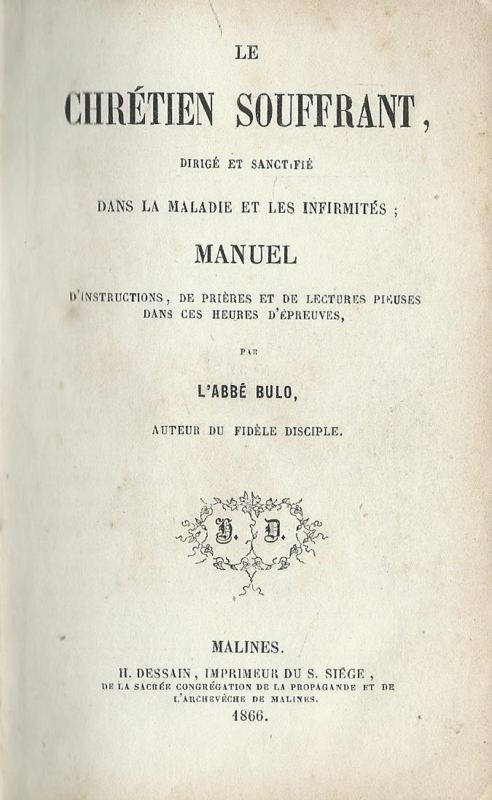 LE
CHRÉTIEN SOUFFRANT,
DIRIGÉ ET SANCTIFIÉ
DANS LA MALADIE ET LES INFIRMITÉS ;
MANUEL
D'INSTRUCTIONS, DE PRIÈRES ET DE LECTURES PIEUSES
DANS CES HEURES D'ÉPREUVES,
PAR
L'ABBÉ BULO,
AUTEUR DU FIDÈLE DISCIPLE.
H. D.
MALINES.
H. DESSAIN, IMPRIMEUR DU S. SIÉGE,
DE LA SACRÉE CONGRÉGATION DE LA PROPAGANDE ET DE
L'ARCHEVÊCHÉ DE MALINES.
1866.